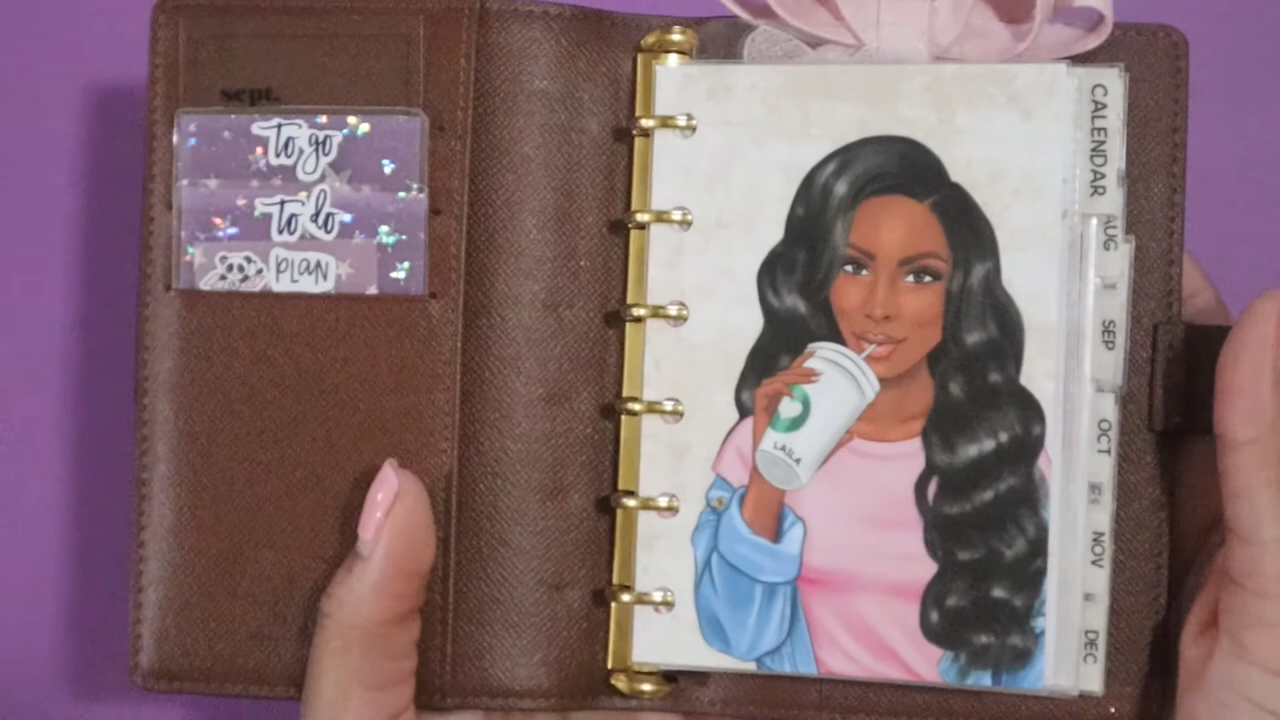 sept.
to go
to do
PLAN
LAILA
CALENDAR
AUG
SEP
OCT
NOV
DEC